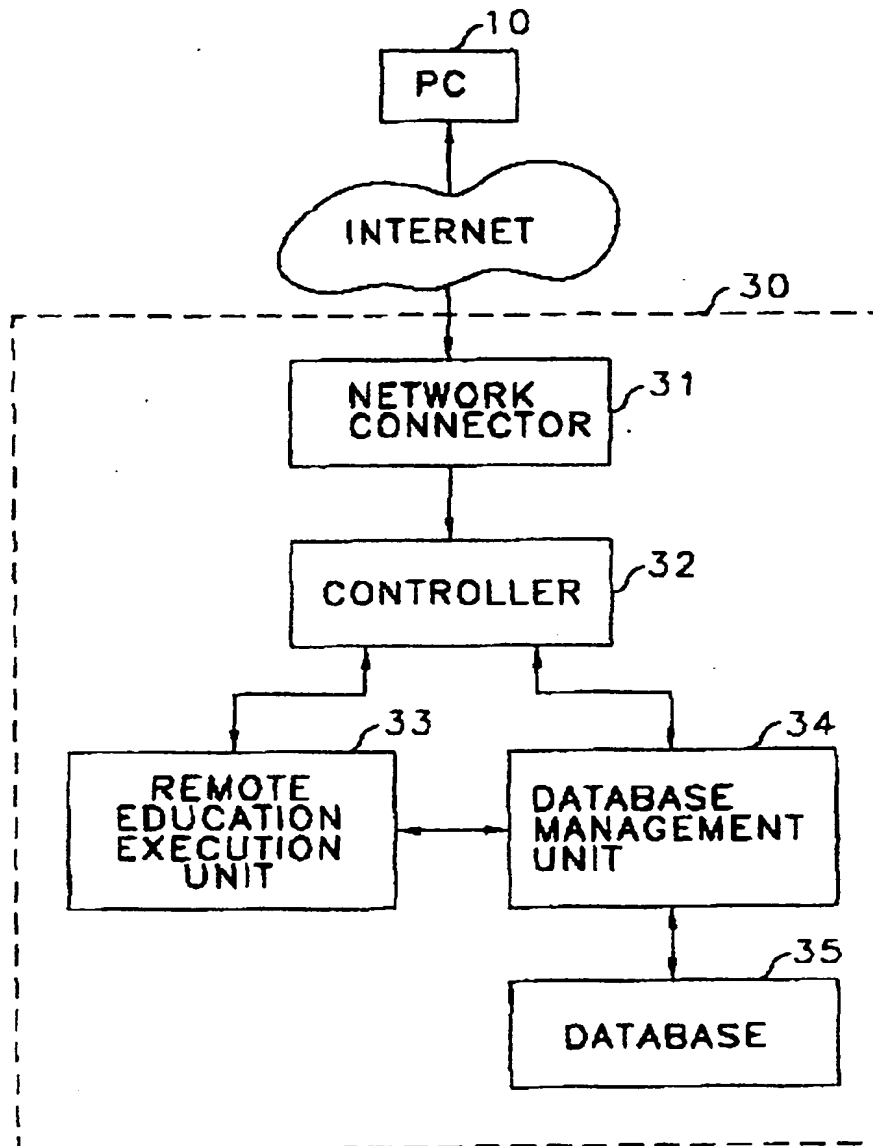 10
PC
INTERNET
30
NETWORK
CONNECTOR
31
CONTROLLER
32
33
REMOTE
EDUCATION
EXECUTION
UNIT
34
DATABASE
MANAGEMENT
UNIT
35
DATABASE